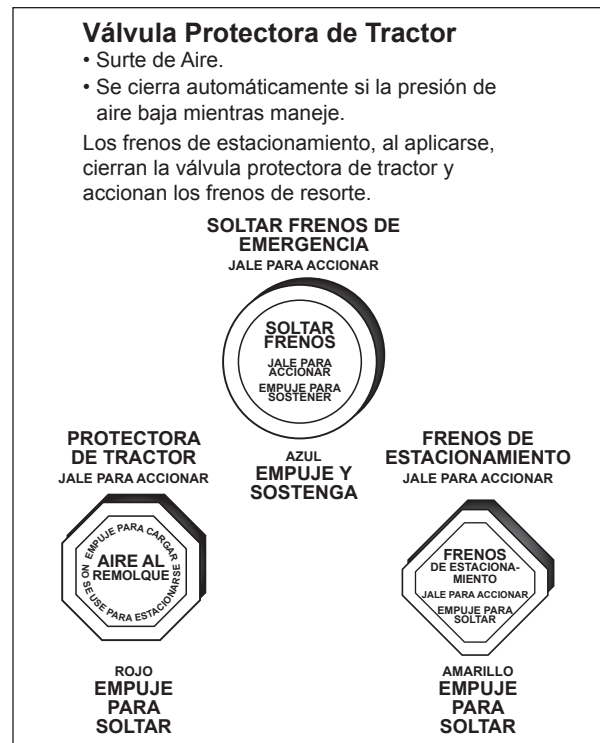 Válvula Protectora de Tractor
• Surte de Aire.
• Se cierra automáticamente si la presión de
aire baja mientras maneje.
Los frenos de estacionamiento, al aplicarse,
cierran la válvula protectora de tractor y
accionan los frenos de resorte.
SOLTAR FRENOS DE
EMERGENCIA
JALE PARA ACCIONAR
SOLTAR
FRENOS
JALE PARA
ACCIONAR
EMPUJE PARA
SOSTENER
AZUL
EMPUJE Y
SOSTENGA
PROTECTORA
DE TRACTOR
JALE PARA ACCIONAR
EMPUJE PARA CARGAR
AIRE AL
REMOLQUE
NO SE USE PARA ESTACIONARSE
ROJO
EMPUJE
PARA
SOLTAR
FRENOS DE
ESTACIONAMIENTO
JALE PARA ACCIONAR
FRENOS
DE ESTACIONA-
MIENTO
JALE PARA ACCIONAR
EMPUJE PARA
SOLTAR
AMARILLO
EMPUJE
PARA
SOLTAR